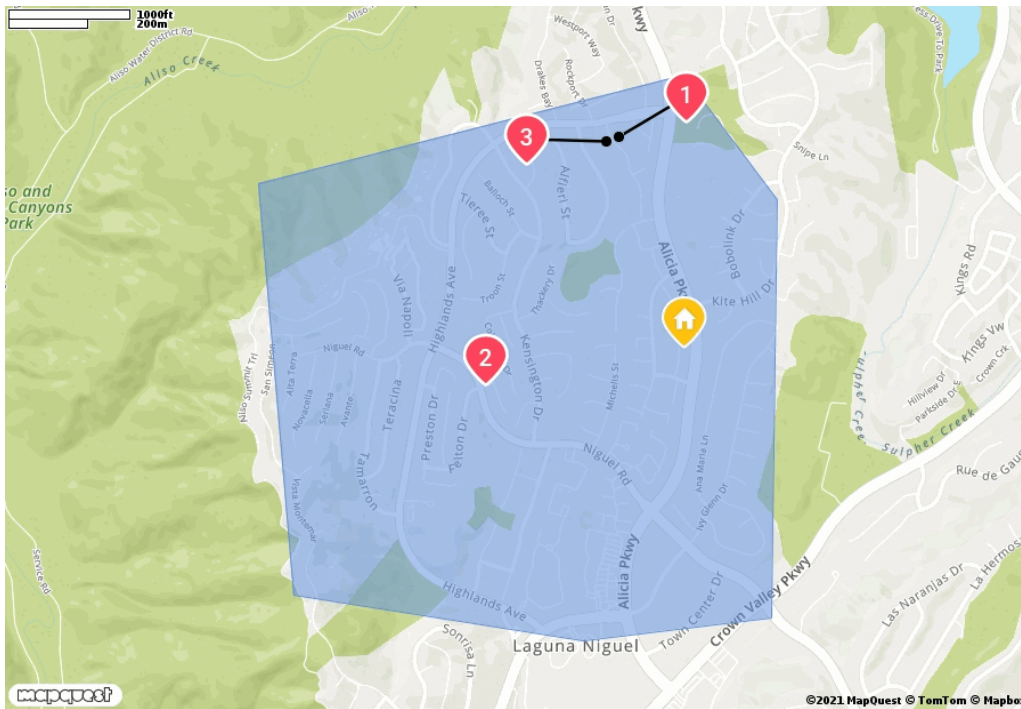 1000ft
200m
Aliso Water District Rd
Aliso Creek
Aliso
Westport Way
Rockport Dr
Drakes Bay
Pkwy
1
3
Snipe Ln
so and
Canyons
Park
Balloch St
Tieree St
Alfieri St
Bobolink Dr
Kings Rd
Alicia Pk
Via Napoli
Highlands Ave
Troon St
Thackery Dr
Kite Hill Dr
2
Kensington Dr
Niguel Rd
Aliso Summit Trl
San Simeon
Alta Terra
Novacella
Seriana
Avante
Teracina
Preston Dr
Felton Dr
Michelis St
Kings Vw
Crown Crk
Hillview Dr
Parkside Dr E
Sulpher Cree
Sulpher Creek
Tamarron
Niguel Rd
Ana Maria Ln
Ivy Glenn Dr
Rue de Gau
Vista Montemar
Service Rd
Alicia Pkwy
Town Center Dr
Crown Valley Pkwy
Las Naranjas Dr
La Hermos
Highlands Ave
Sonrisa Ln
Laguna Niguel
mapquest
©2021 MapQuest © TomTom © Mapbo